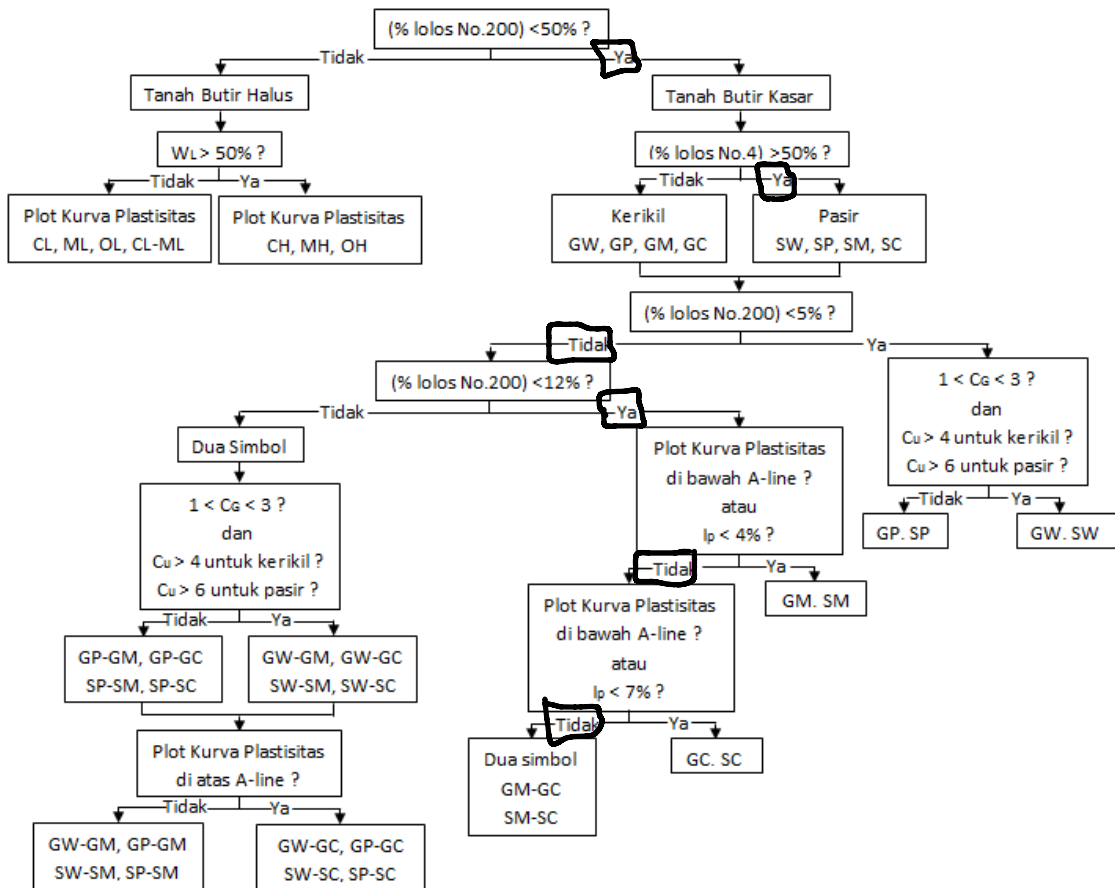 (% lolos No.200) <50% ?
Tidak
Ya
Tanah Butir Halus
Tanah Butir Kasar
WL > 50% ?
(% lolos No.4) >50% ?
Tidak
Ya
Tidak
Ya
Plot Kurva Plastisitas
CL, ML, OL, CL-ML
Plot Kurva Plastisitas
CH, MH, OH
Kerikil
GW, GP, GM, GC
Pasir
SW, SP, SM, SC
(% lolos No.200) <5% ?
Tidak
Ya
(% lolos No.200) <12% ?
1 < CG < 3 ?
dan
Cu > 4 untuk kerikil ?
Cu > 6 untuk pasir ?
Tidak
Ya
Tidak
Ya
GP. SP
GW. SW
Dua Simbol
Plot Kurva Plastisitas
di bawah A-line ?
atau
Ip < 4% ?
1 < CG < 3 ?
dan
Cu > 4 untuk kerikil ?
Cu > 6 untuk pasir ?
Tidak
Ya
GM. SM
Plot Kurva Plastisitas
di bawah A-line ?
atau
Ip < 7% ?
Tidak
Ya
GP-GM, GP-GC
SP-SM, SP-SC
GW-GM, GW-GC
SW-SM, SW-SC
Tidak
Ya
Dua simbol
GM-GC
SM-SC
GC. SC
Plot Kurva Plastisitas
di atas A-line ?
Tidak
Ya
GW-GM, GP-GM
SW-SM, SP-SM
GW-GC, GP-GC
SW-SC, SP-SC